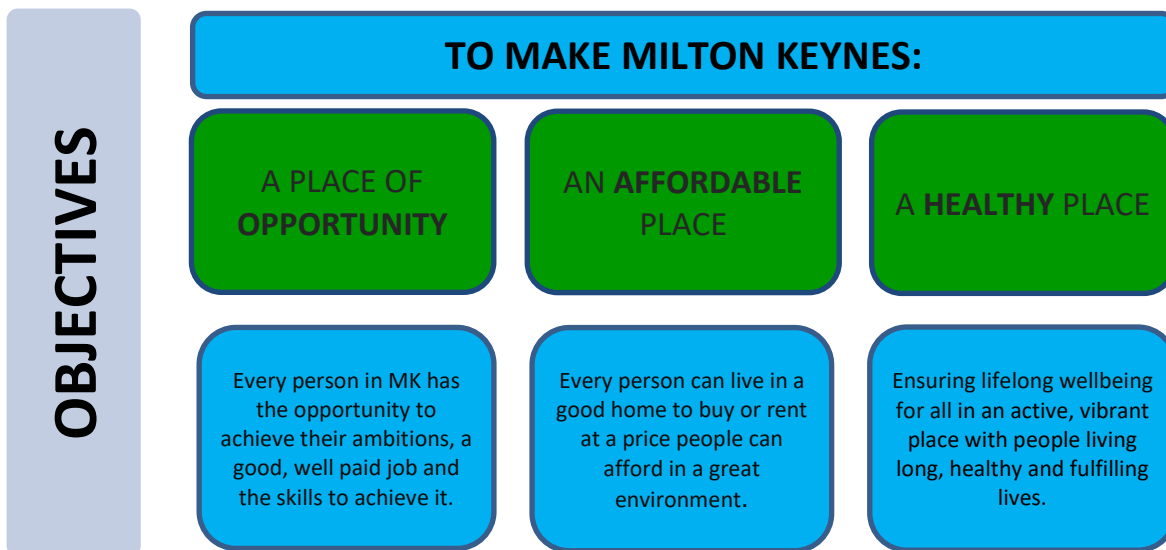 OBJECTIVES
TO MAKE MILTON KEYNES:
A PLACE OF
OPPORTUNITY
AN AFFORDABLE
PLACE
A HEALTHY PLACE
Every person in MK has
the opportunity to
achieve their ambitions, a
good, well paid job and
the skills to achieve it.
Every person can live in a
good home to buy or rent
at a price people can
afford in a great
environment.
Ensuring lifelong wellbeing
for all in an active, vibrant
place with people living
long, healthy and fulfilling
lives.